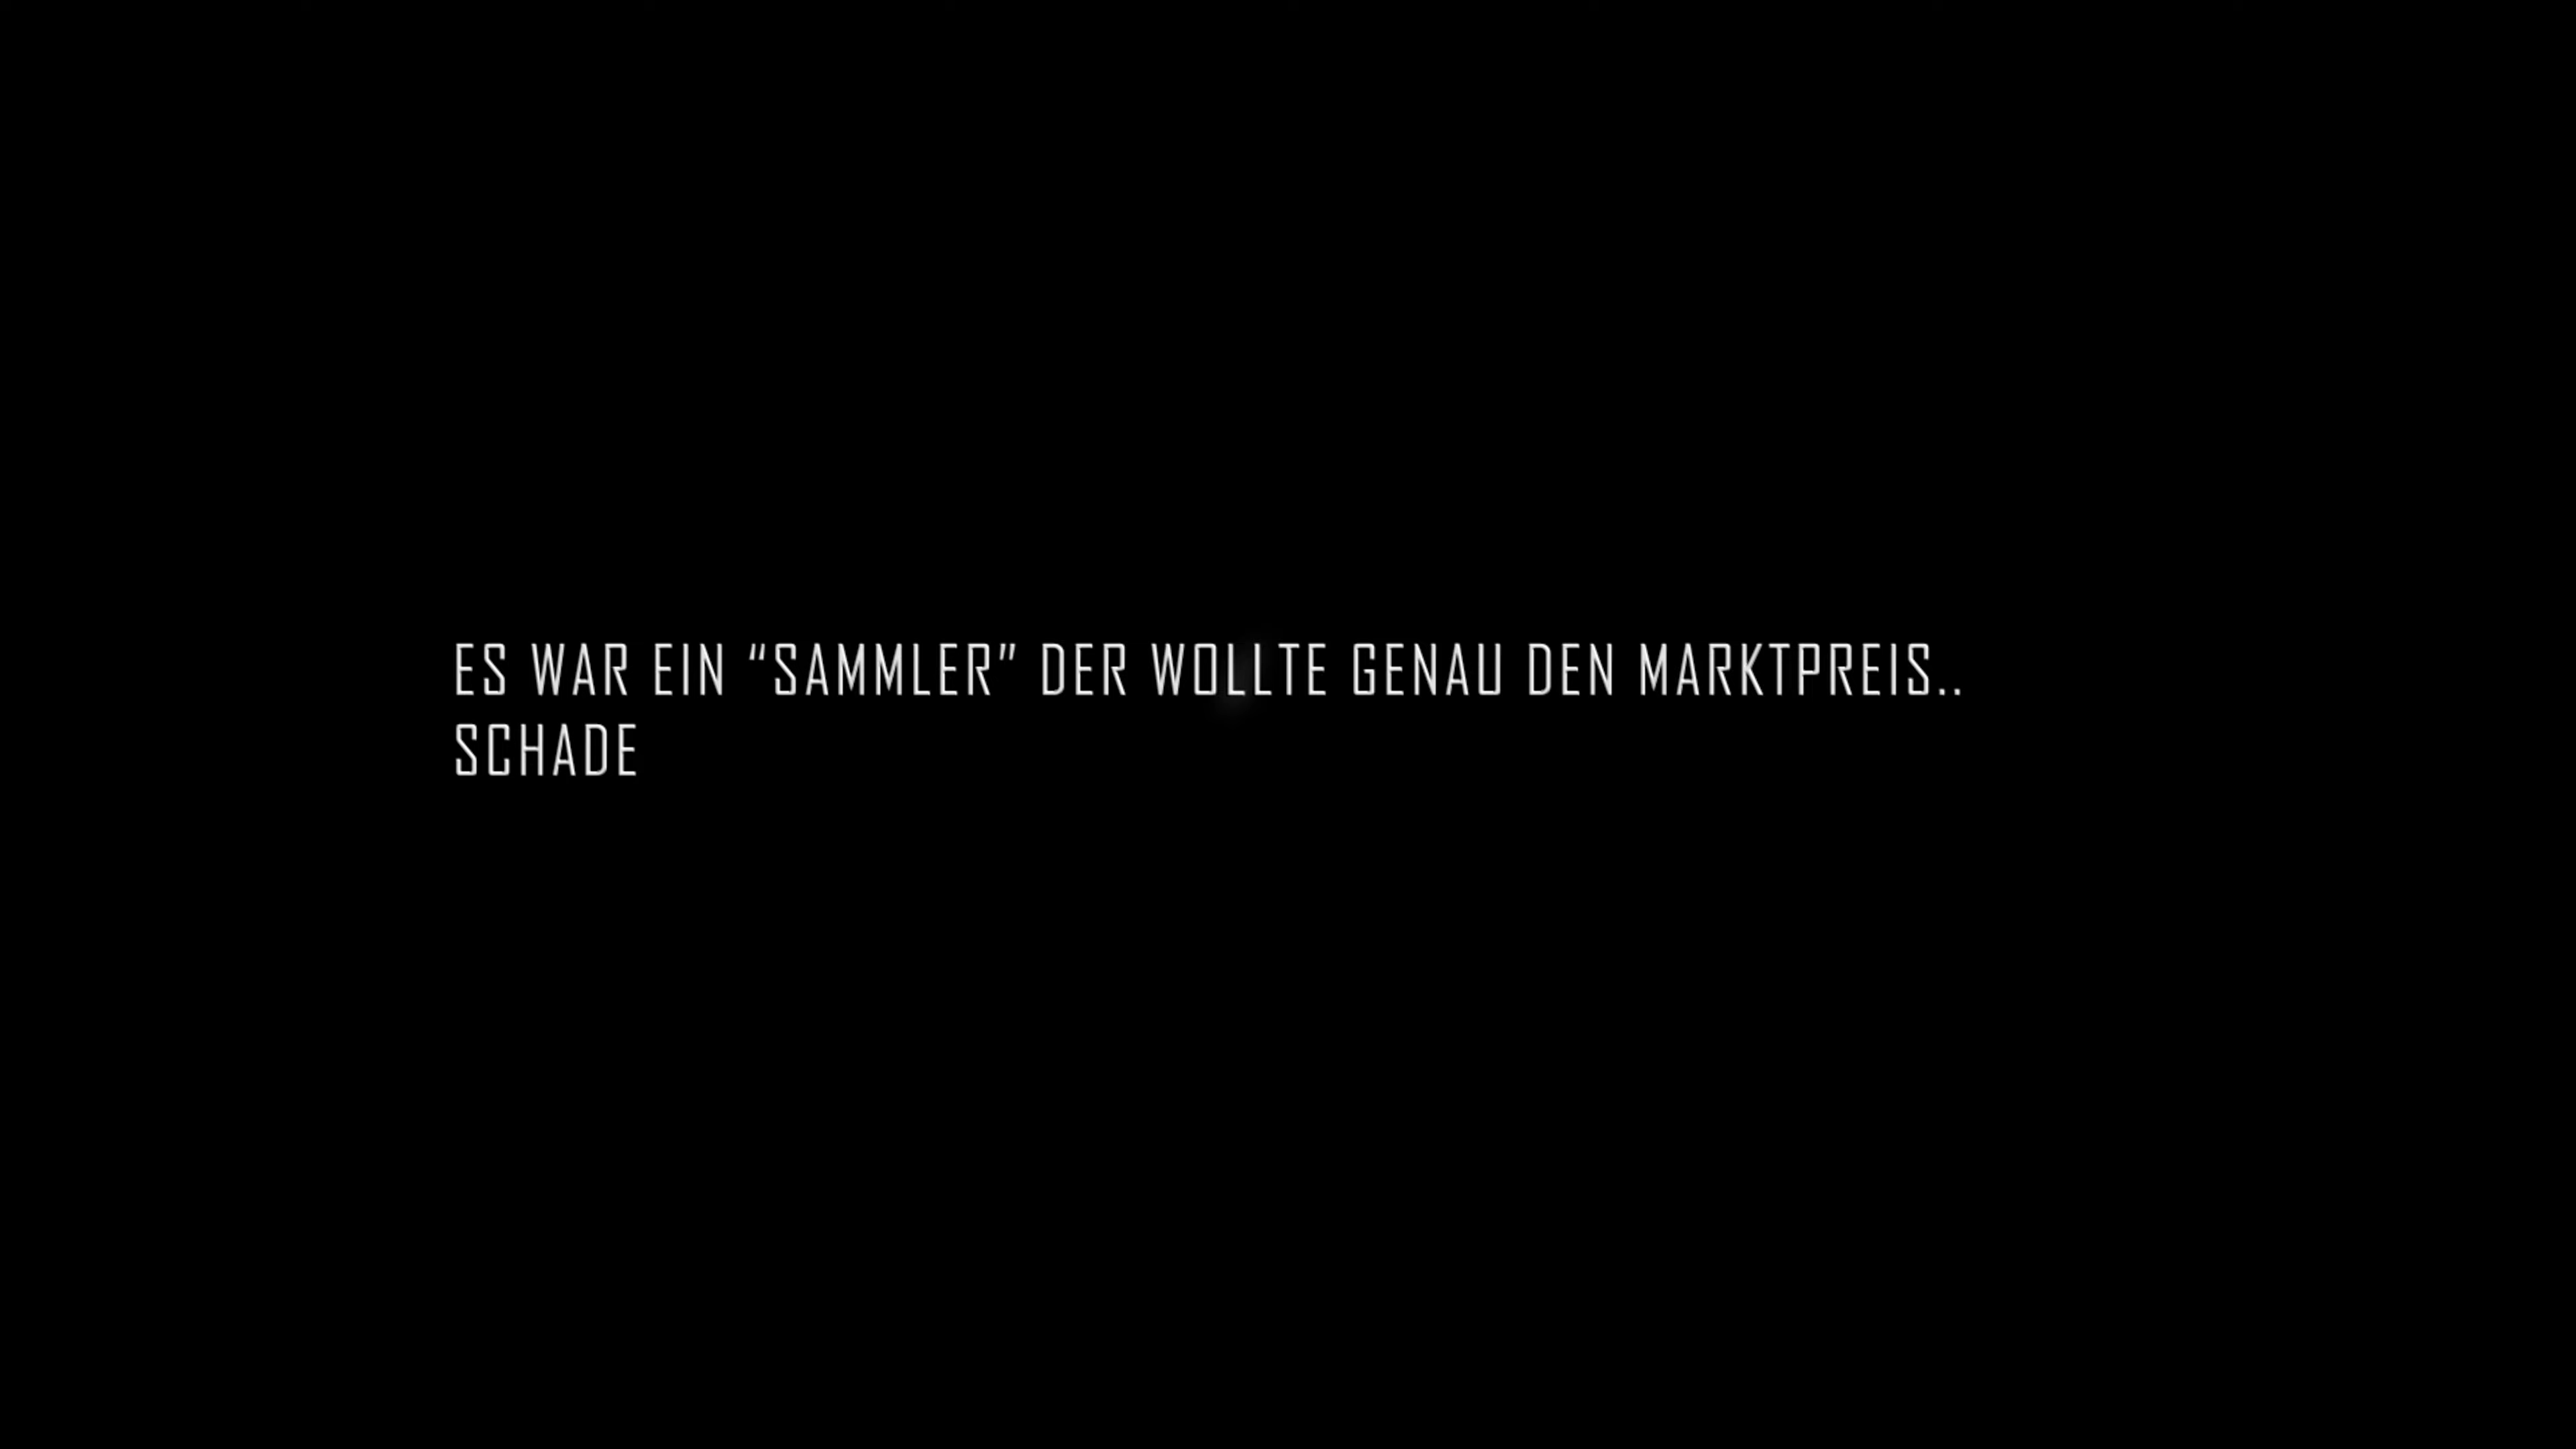 ES WAR EIN “SAMMLER” DER WOLLTE GENAU DEN MARKTPREIS..
SCHADE